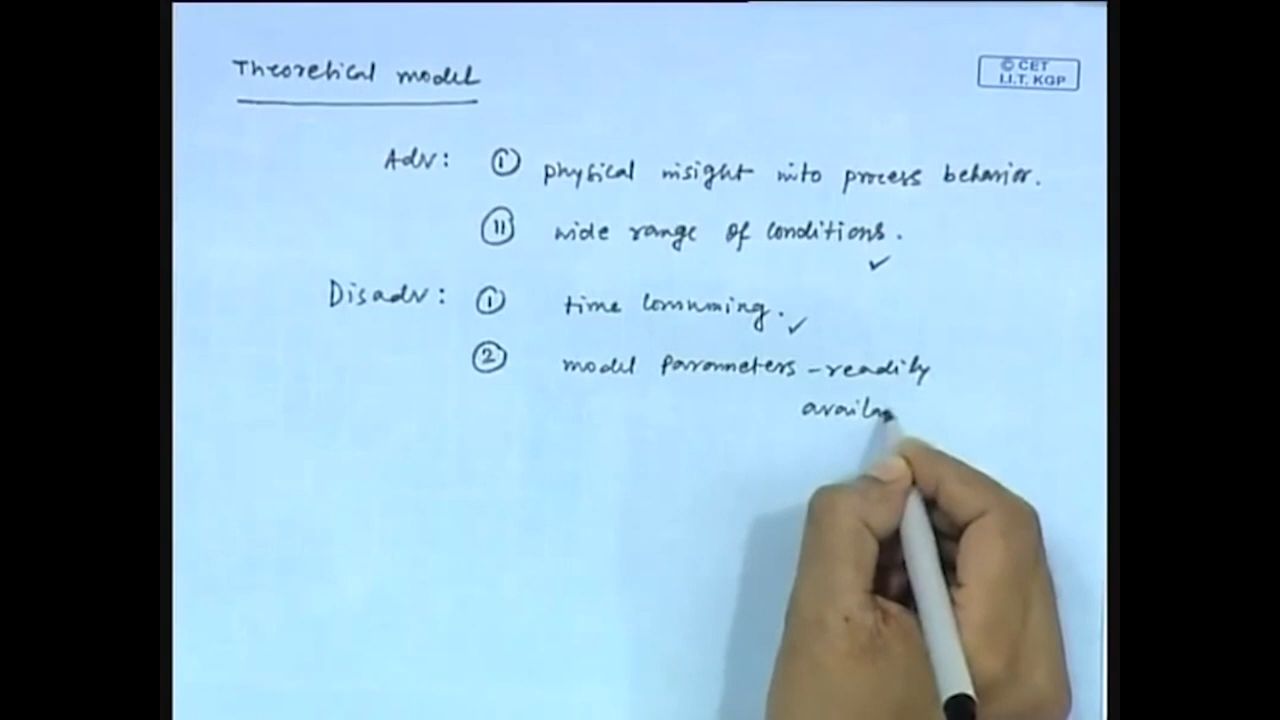 Theoretical model
© CET
I.I.T. KGP
Adv: I physical insight into process behavior.
II wide range of conditions.
Disadv: 1 time consuming.
2 model parameters - readily
availa